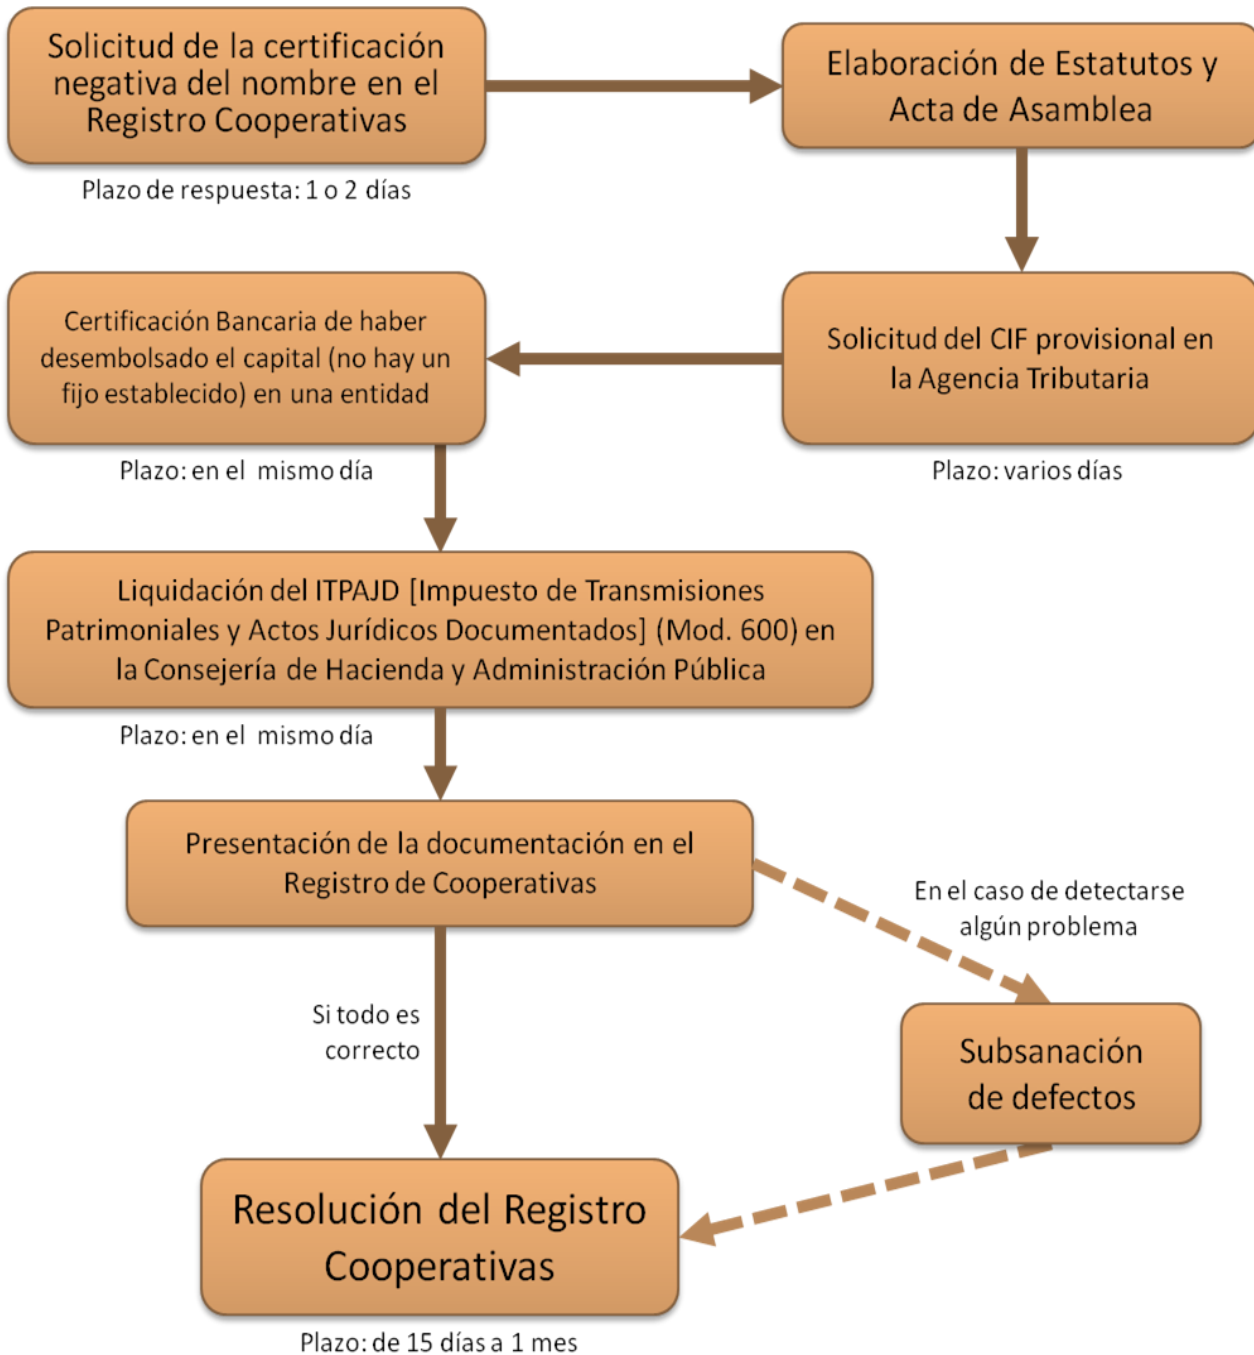 Solicitud de la certificación
negativa del nombre en el
Registro Cooperativas
Plazo de respuesta: 1 o 2 días
Elaboración de Estatutos y
Acta de Asamblea
Solicitud del CIF provisional en
la Agencia Tributaria
Plazo: varios días
Certificación Bancaria de haber
desembolsado el capital (no hay un
fijo establecido) en una entidad
Plazo: en el mismo día
Liquidación del ITPAJD [Impuesto de Transmisiones
Patrimoniales y Actos Jurídicos Documentados] (Mod. 600) en
la Consejería de Hacienda y Administración Pública
Plazo: en el mismo día
Presentación de la documentación en el
Registro de Cooperativas
En el caso de detectarse
algún problema
Si todo es
correcto
Subsanación
de defectos
Resolución del Registro
Cooperativas
Plazo: de 15 días a 1 mes